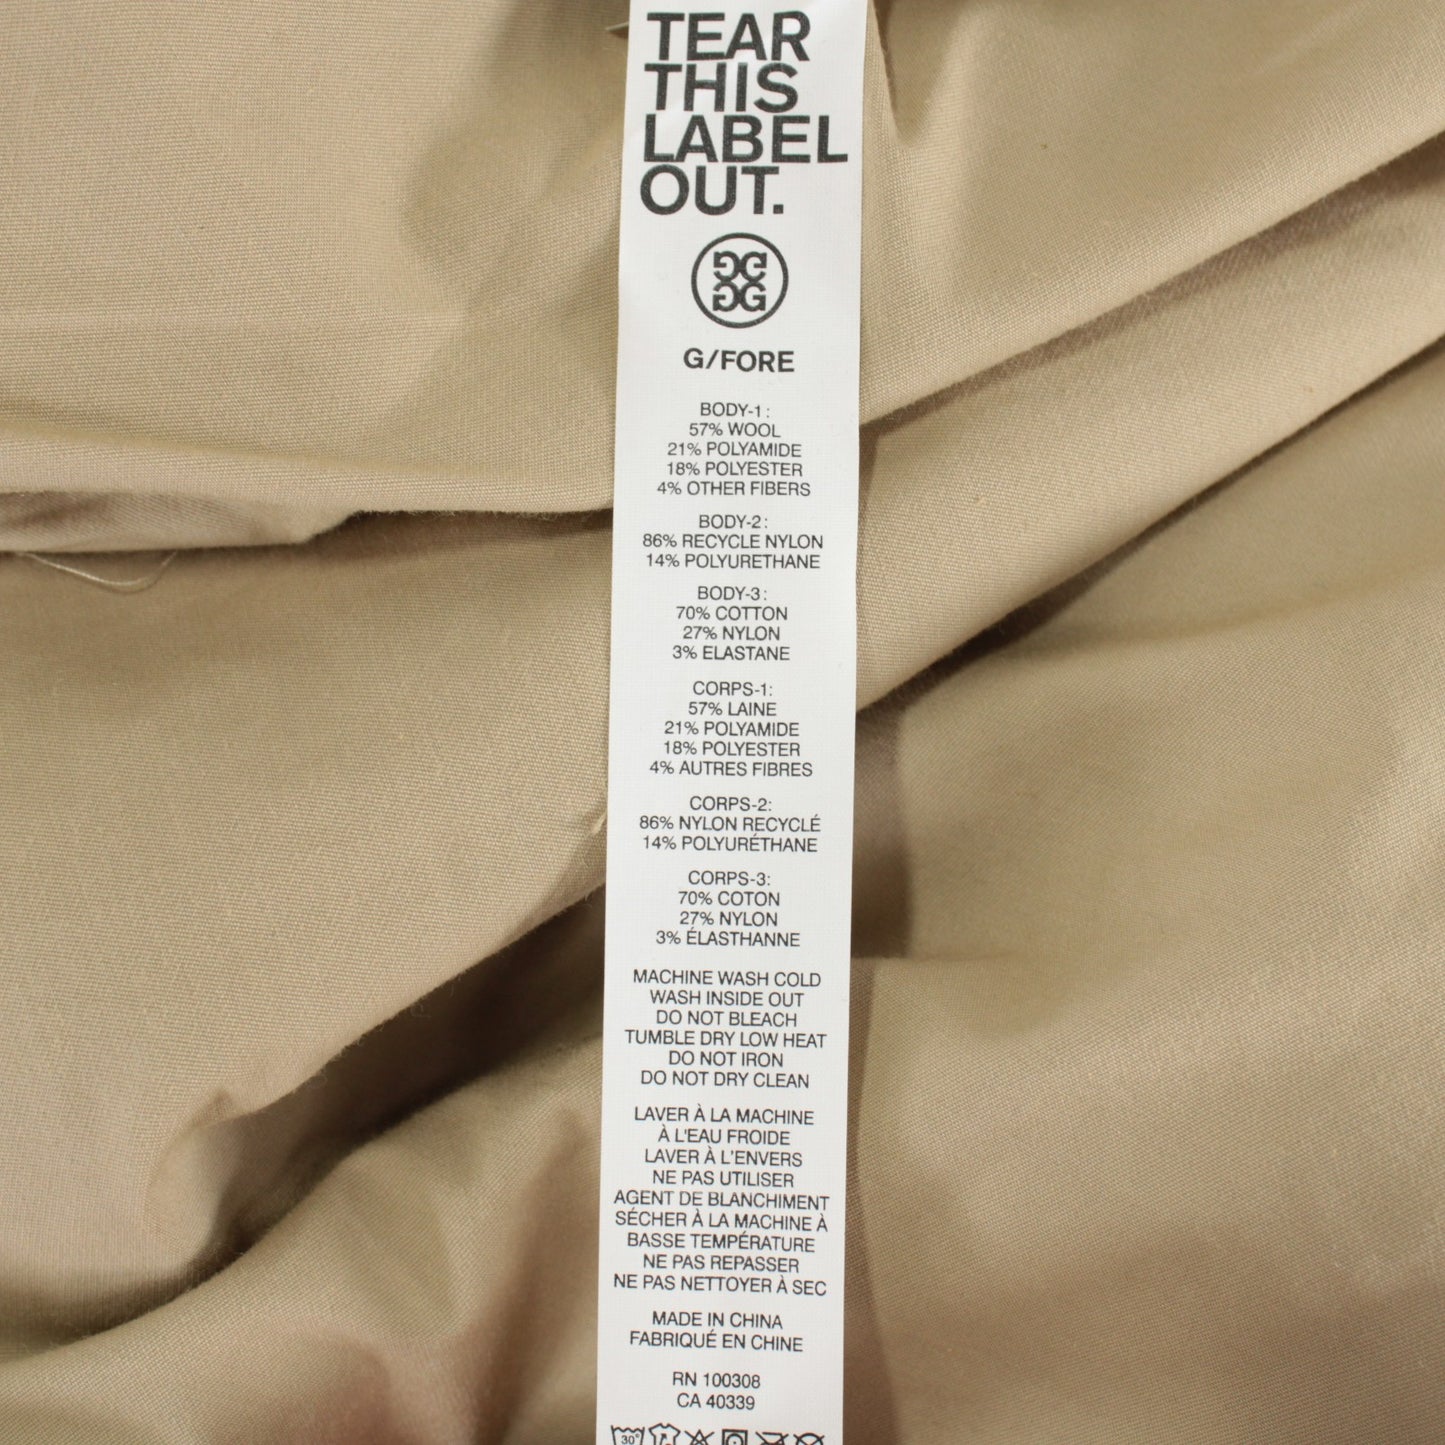 TEAR
THIS
LABEL
OUT.
G/FORE
BODY-1:
57% WOOL
21% POLYAMIDE
18% POLYESTER
4% OTHER FIBERS
BODY-2:
86% RECYCLE NYLON
14% POLYURETHANE
BODY-3:
70% COTTON
27% NYLON
3% ELASTANE
CORPS-1:
57% LAINE
21% POLYAMIDE
18% POLYESTER
4% AUTRES FIBRES
CORPS-2:
86% NYLON RECYCLÉ
14% POLYURÉTHANE
CORPS-3:
70% COTON
27% NYLON
3% ÉLASTHANNE
MACHINE WASH COLD
WASH INSIDE OUT
DO NOT BLEACH
TUMBLE DRY LOW HEAT
DO NOT IRON
DO NOT DRY CLEAN
LAVER À LA MACHINE
À L'EAU FROIDE
LAVER À L'ENVERS
NE PAS UTILISER
AGENT DE BLANCHIMENT
SÉCHER À LA MACHINE À
BASSE TEMPÉRATURE
NE PAS REPASSER
NE PAS NETTOYER À SEC
MADE IN CHINA
FABRIQUÉ EN CHINE
RN 100308
CA 40339
30°